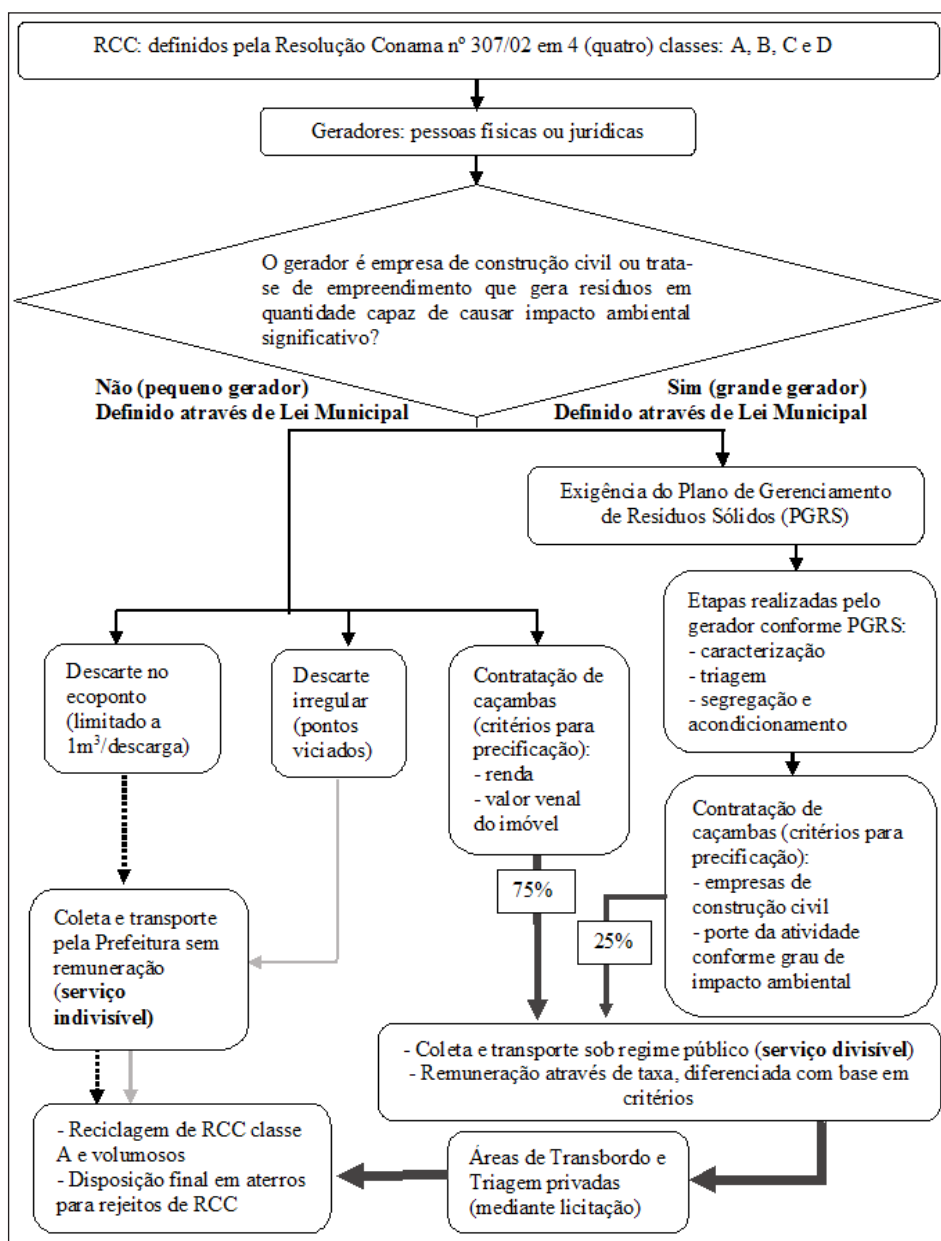 RCC: definidos pela Resolução Conama nº 307/02 em 4 (quatro) classes: A, B, C e D
Geradores: pessoas físicas ou jurídicas
O gerador é empresa de construção civil ou trata-
se de empreendimento que gera resíduos em
quantidade capaz de causar impacto ambiental
significativo?
Não (pequeno gerador)
Definido através de Lei Municipal
Sim (grande gerador)
Definido através de Lei Municipal
Exigência do Plano de Gerenciamento
de Resíduos Sólidos (PGRS)
Etapas realizadas pelo
gerador conforme PGRS:
- caracterização
- triagem
- segregação e
acondicionamento
Descarte no
ecoponto
(limitado a
1m³/descarga)
Descarte
irregular
(pontos
viciados)
Contratação de
caçambas
(critérios para
precificação):
- renda
- valor venal
do imóvel
Contratação de
caçambas (critérios para
precificação):
- empresas de
construção civil
- porte da atividade
conforme grau de
impacto ambiental
75%
25%
Coleta e transporte
pela Prefeitura sem
remuneração
(serviço
indivisível)
- Coleta e transporte sob regime público (serviço divisível)
- Remuneração através de taxa, diferenciada com base em
critérios
- Reciclagem de RCC classe
A e volumosos
- Disposição final em aterros
para rejeitos de RCC
Áreas de Transbordo e
Triagem privadas
(mediante licitação)